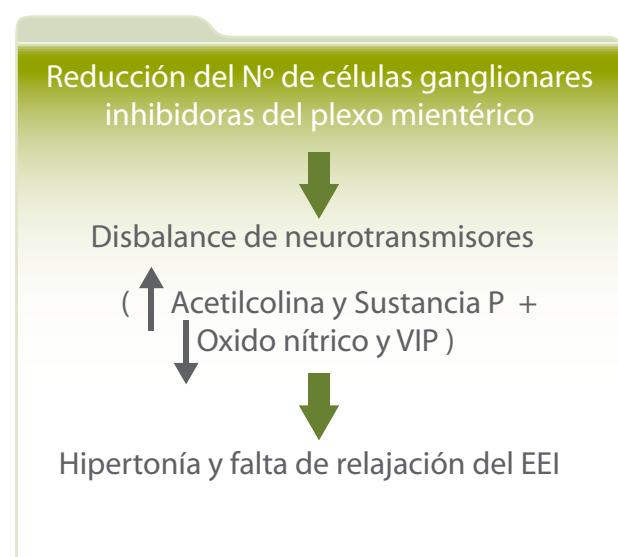 Reducción del Nº de células ganglionares
inhibidoras del plexo mientérico
Disbalance de neurotransmisores
( Acetilcolina y Sustancia P +
Oxido nítrico y VIP )
Hipertonía y falta de relajación del EEI